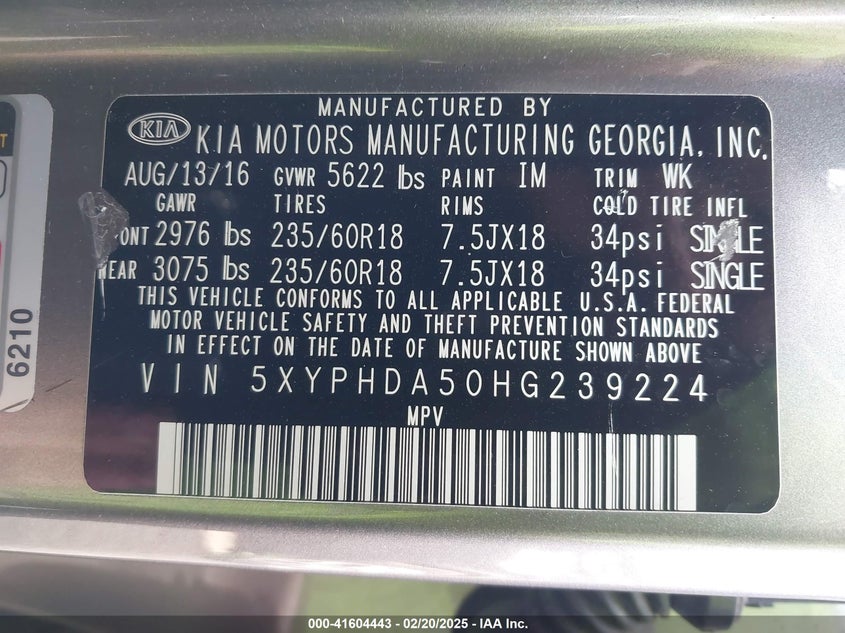 MANUFACTURED BY
KIA KIA MOTORS MANUFACTURING GEORGIA, INC.
AUG/13/16 GVWR 5622 lbs PAINT IM TRIM WK
GAWR TIRES RIMS COLD TIRE INFL
ONT 2976 lbs 235/60R18 7.5JX18 34psi SINGLE
REAR 3075 lbs 235/60R18 7.5JX18 34psi SINGLE
THIS VEHICLE CONFORMS TO ALL APPLICABLE U.S.A. FEDERAL
MOTOR VEHICLE SAFETY AND THEFT PREVENTION STANDARDS
IN EFFECT ON THE DATE OF MANUFACTURE SHOWN ABOVE
VIN 5XYPHDA50HG239224
MPV
6210
000-41604443 - 02/20/2025 - IAA Inc.